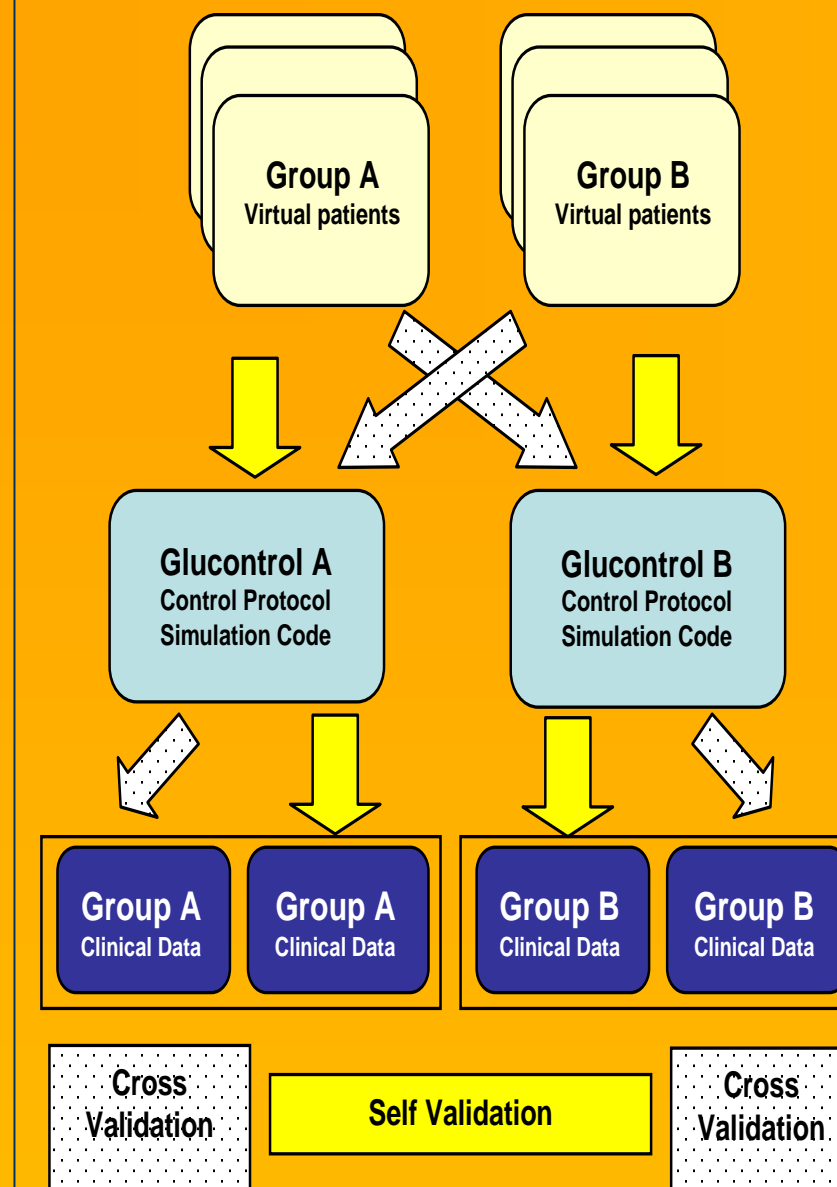 Group A
Virtual patients
Group B
Virtual patients
Glucontrol A
Control Protocol
Simulation Code
Glucontrol B
Control Protocol
Simulation Code
Group A
Clinical Data
Group A
Clinical Data
Group B
Clinical Data
Group B
Clinical Data
Cross
Validation
Self Validation
Cross
Validation